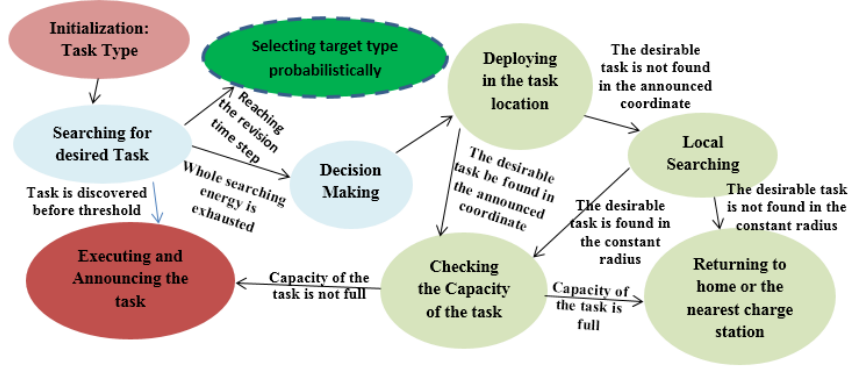 Initialization:
Task Type
Selecting target type
probabilistically
Deploying
in the task
location
The desirable
task is not found
in the announced
coordinate
Searching for
desired Task
Reaching
the revision
time step
Decision
Making
Local
Searching
Whole searching
energy is
exhausted
Task is discovered
before threshold
The desirable
task be found in
the announced
coordinate
The desirable
task is found in
the constant
radius
The desirable task
is not found in the
constant radius
Executing and
Announcing the
task
Capacity of the
task is not full
Checking
the Capacity
of the task
Capacity of
the task is
full
Returning to
home or the
nearest charge
station